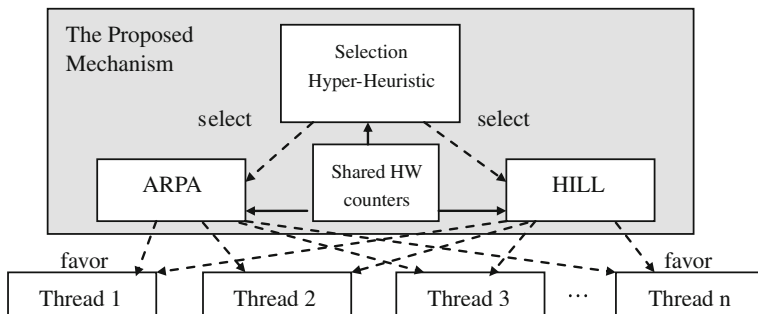 The Proposed
Mechanism
Selection
Hyper-Heuristic
select
select
ARPA
Shared HW
counters
HILL
favor
favor
Thread 1
Thread 2
Thread 3
...
Thread n